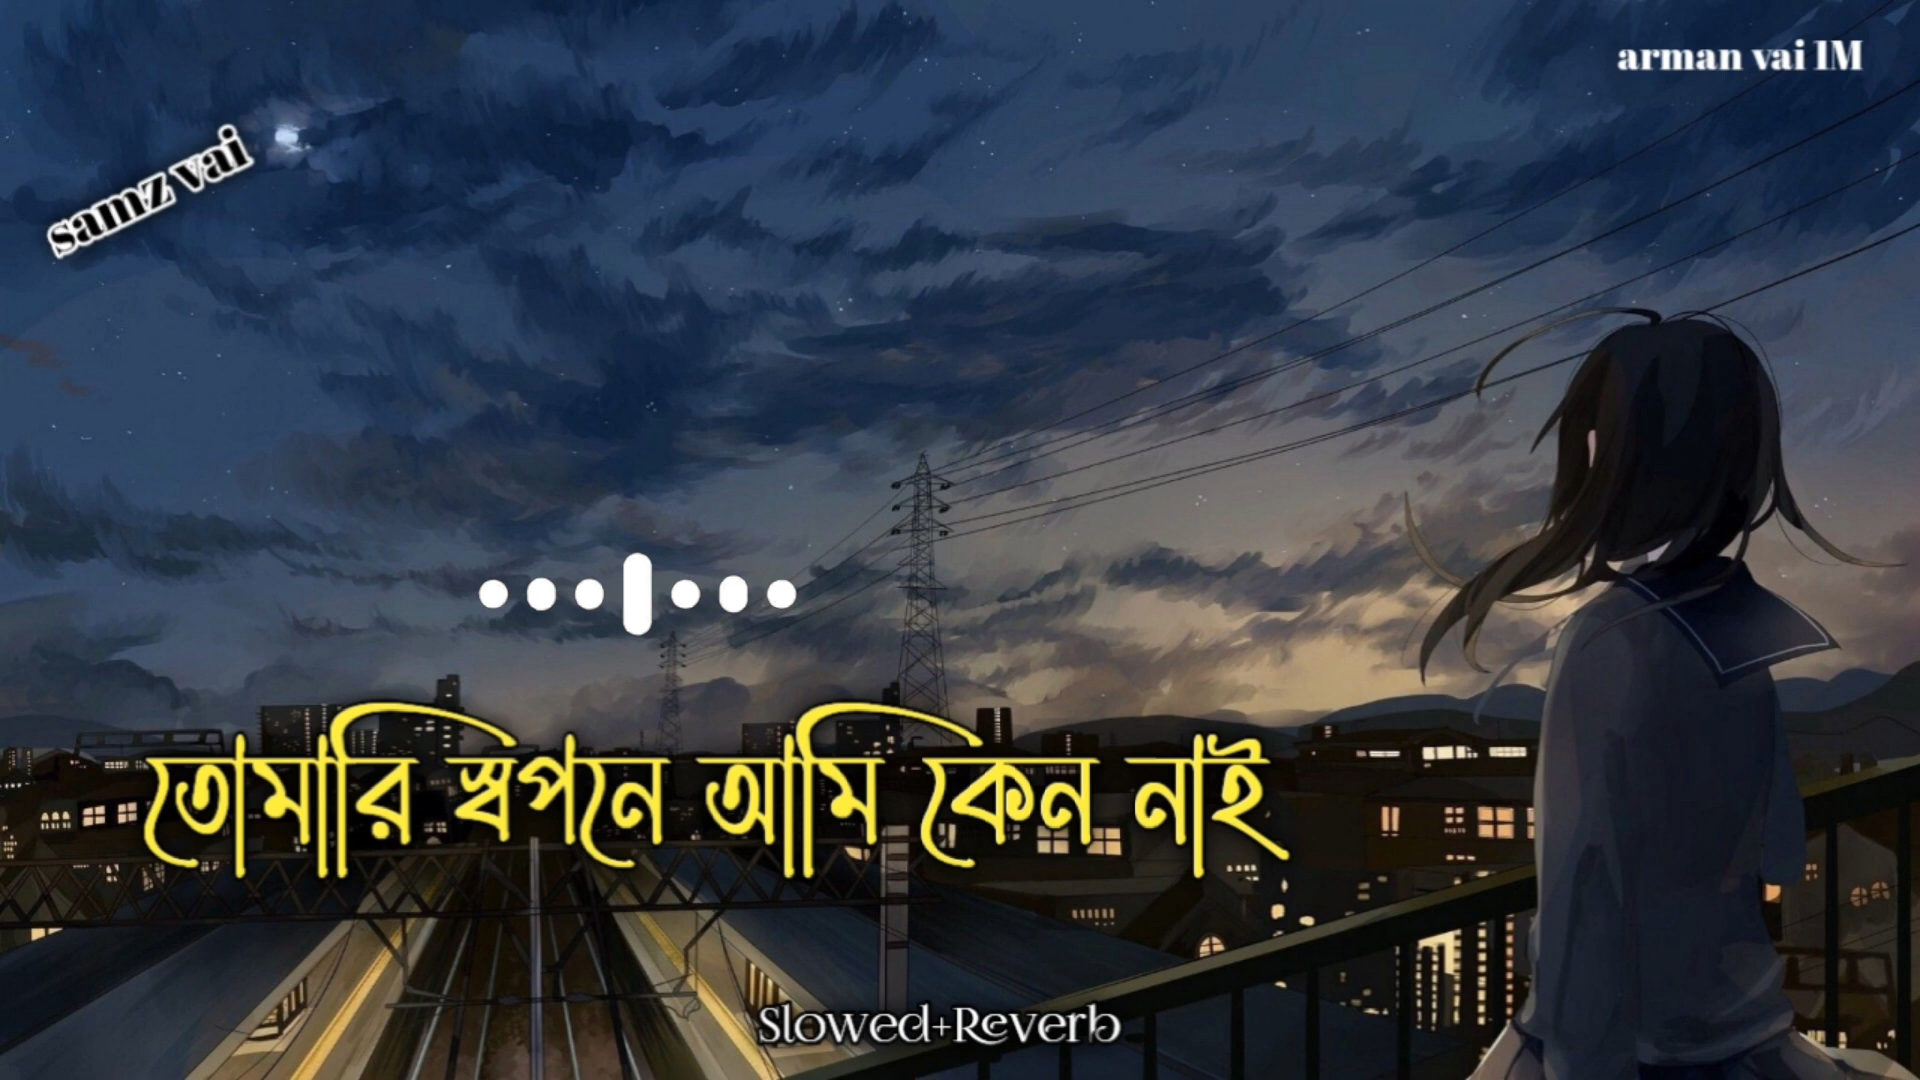 arman vai 1M
samz vai
তোমারি স্বপনে আমি কেন নাই
Slowed+Reverb